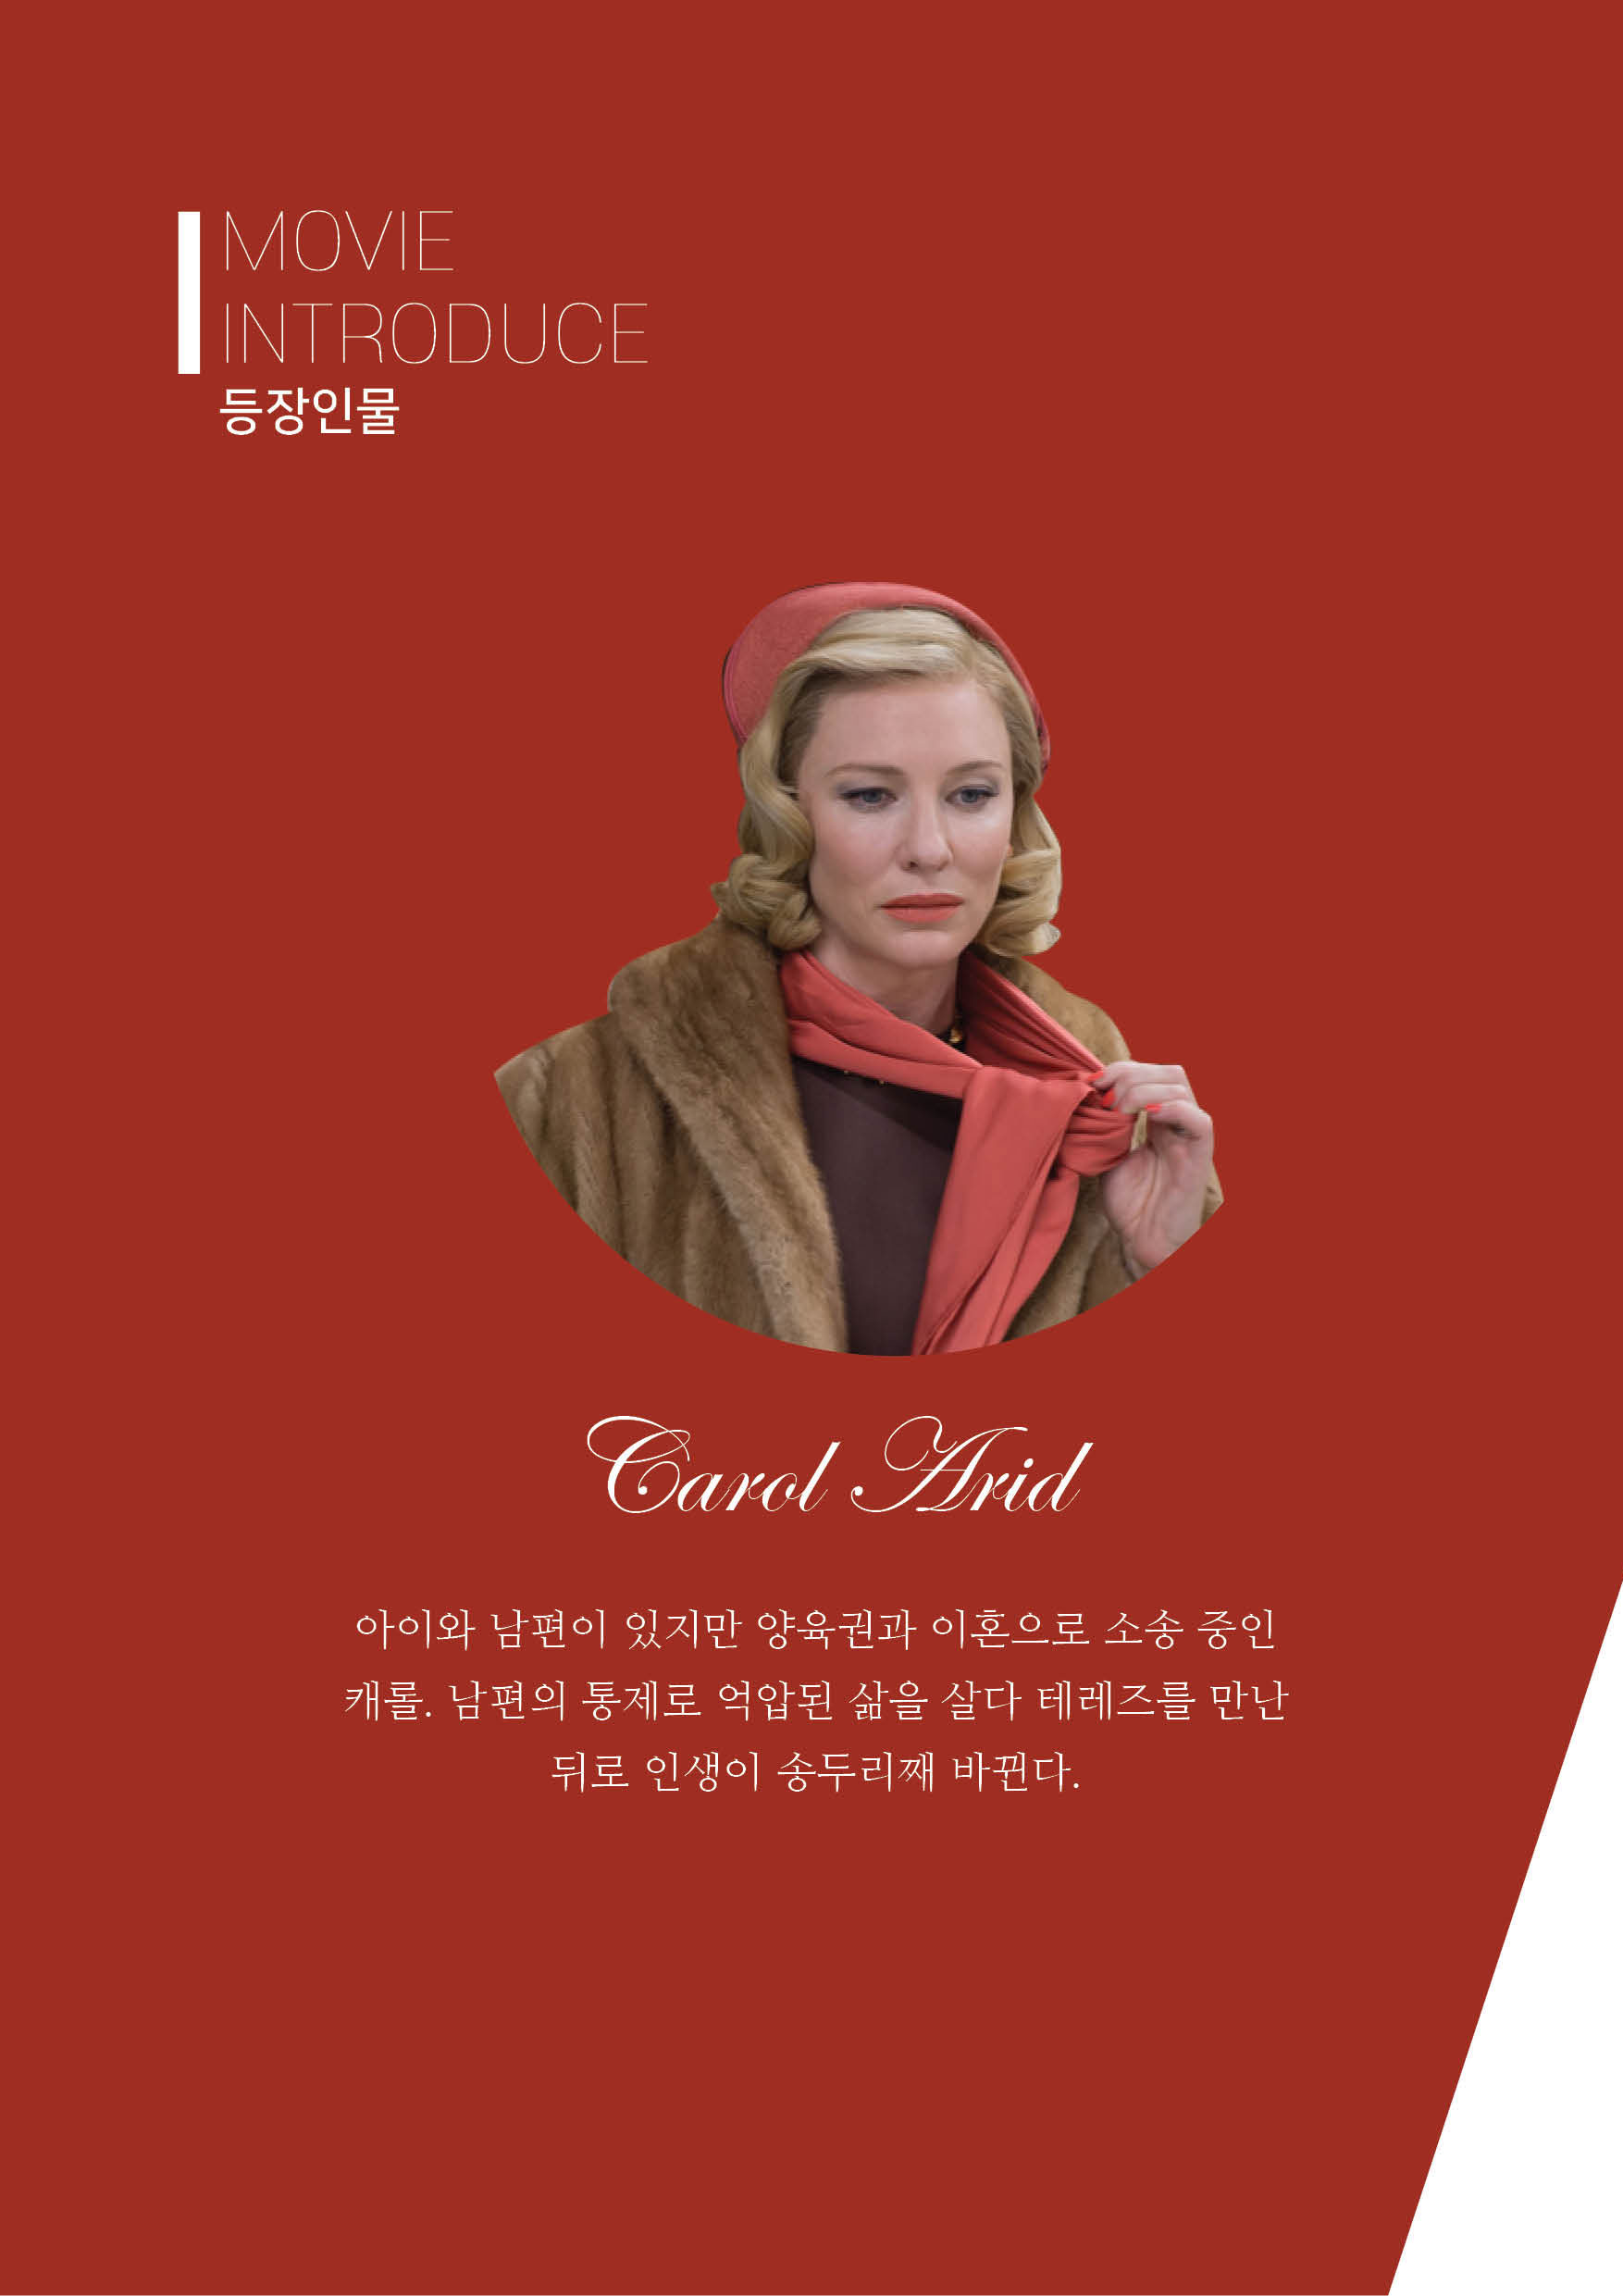 MOVIE
INTRODUCE
등장인물
Carol Arid
아이와 남편이 있지만 양육권과 이혼으로 소송 중인
캐롤. 남편의 통제로 억압된 삶을 살다 테레즈를 만난
뒤로 인생이 송두리째 바뀐다.